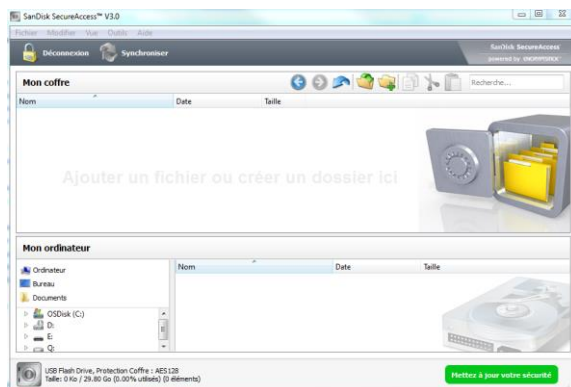 SanDisk SecureAccess™ V3.0
Fichier Modifier Vue Outils Aide
Déconnexion Synchroniser
SanDisk SecureAccess
powered by ENCRYPTSTICK
Mon coffre
Recherche...
Nom Date Taille
Ajouter un fichier ou créer un dossier ici
Mon ordinateur
Ordinateur
Bureau
Documents
OSDisk (C:)
D:
E:
Q:
Nom Date Taille
USB Flash Drive, Protection Coffre : AES128
Taille: 0 Ko / 29.80 Go (0.00% utilisés) (0 éléments)
Mettez à jour votre sécurité